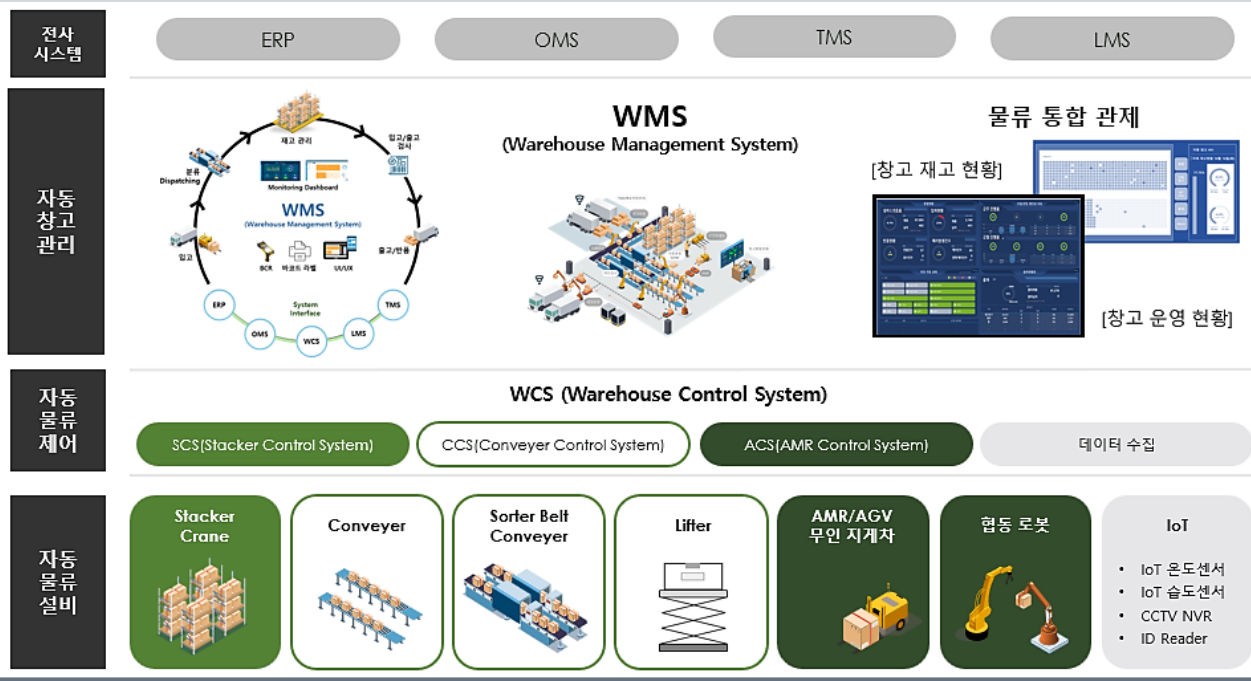 전사
시스템
ERP
OMS
TMS
LMS
자동
창고
관리
재고 관리
입고/출고
검사
분류
Dispatching
Monitoring Dashboard
WMS
(Warehouse Management System)
입고
BCR
바코드 라벨
UI/UX
출고/반품
ERP
System
Interface
TMS
OMS
WCS
LMS
WMS
(Warehouse Management System)
물류 통합 관제
[창고 재고 현황]
[창고 운영 현황]
자동
물류
제어
WCS (Warehouse Control System)
SCS(Stacker Control System)
CCS(Conveyer Control System)
ACS(AMR Control System)
데이터 수집
자동
물류
설비
Stacker
Crane
Conveyer
Sorter Belt
Conveyer
Lifter
AMR/AGV
무인 지게차
협동 로봇
IoT
• IoT 온도센서
• IoT 습도센서
• CCTV NVR
• ID Reader